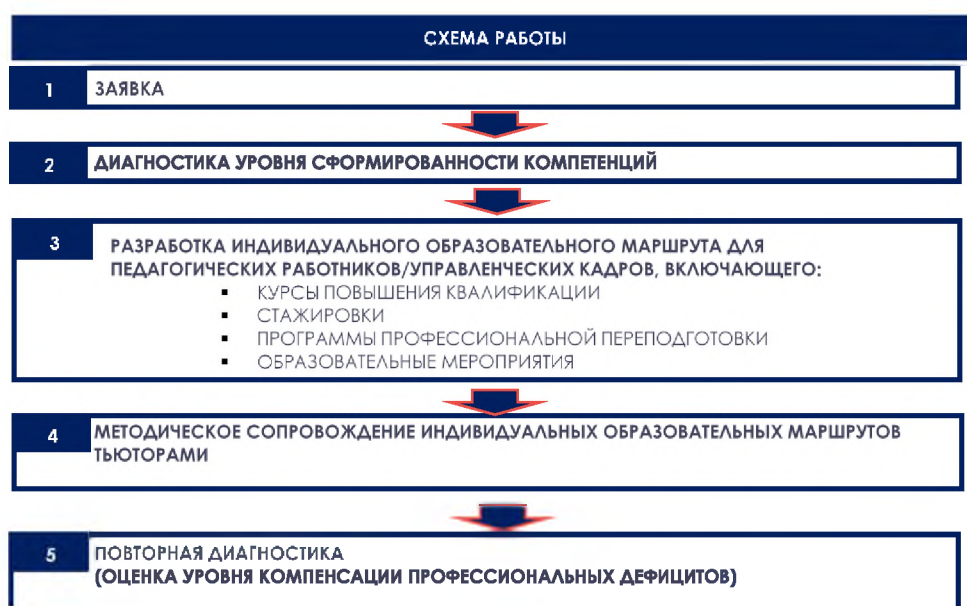 СХЕМА РАБОТЫ
1 ЗАЯВКА
2 ДИАГНОСТИКА УРОВНЯ СФОРМИРОВАННОСТИ КОМПЕТЕНЦИЙ
3 РАЗРАБОТКА ИНДИВИДУАЛЬНОГО ОБРАЗОВАТЕЛЬНОГО МАРШРУТА ДЛЯ
ПЕДАГОГИЧЕСКИХ РАБОТНИКОВ/УПРАВЛЕНЧЕСКИХ КАДРОВ, ВКЛЮЧАЮЩЕГО:
▪ КУРСЫ ПОВЫШЕНИЯ КВАЛИФИКАЦИИ
▪ СТАЖИРОВКИ
▪ ПРОГРАММЫ ПРОФЕССИОНАЛЬНОЙ ПЕРЕПОДГОТОВКИ
▪ ОБРАЗОВАТЕЛЬНЫЕ МЕРОПРИЯТИЯ
4 МЕТОДИЧЕСКОЕ СОПРОВОЖДЕНИЕ ИНДИВИДУАЛЬНЫХ ОБРАЗОВАТЕЛЬНЫХ МАРШРУТОВ
ТЬЮТОРАМИ
5 ПОВТОРНАЯ ДИАГНОСТИКА
(ОЦЕНКА УРОВНЯ КОМПЕНСАЦИИ ПРОФЕССИОНАЛЬНЫХ ДЕФИЦИТОВ)